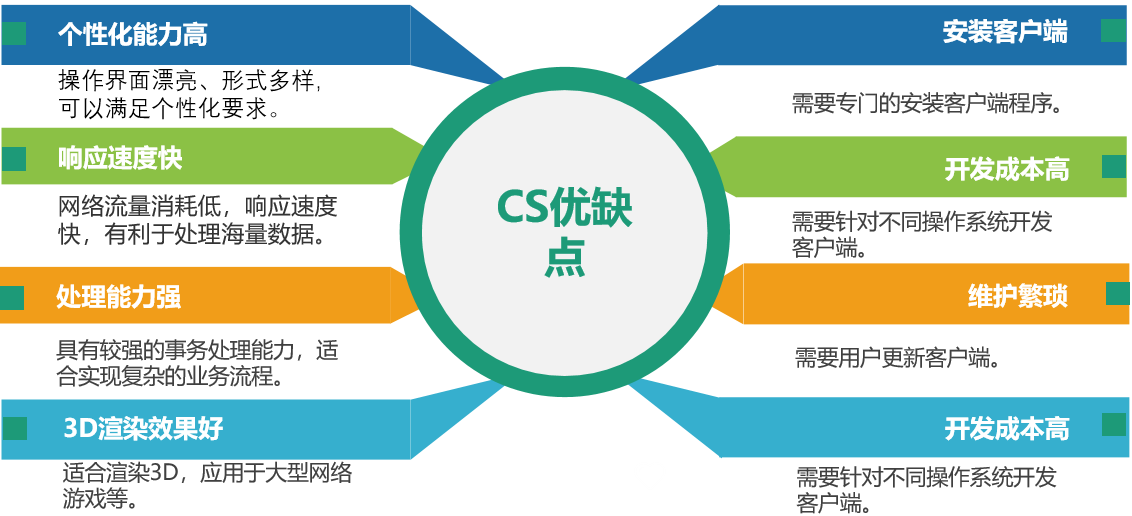 个性化能力高
操作界面漂亮、形式多样,
可以满足个性化要求。
响应速度快
网络流量消耗低，响应速度
快，有利于处理海量数据。
处理能力强
具有较强的事务处理能力，适
合实现复杂的业务流程。
3D渲染效果好
适合渲染3D，应用于大型网络
游戏等。
CS优缺
点
安装客户端
需要专门的安装客户端程序。
开发成本高
需要针对不同操作系统开发
客户端。
维护繁琐
需要用户更新客户端。
开发成本高
需要针对不同操作系统开发
客户端。